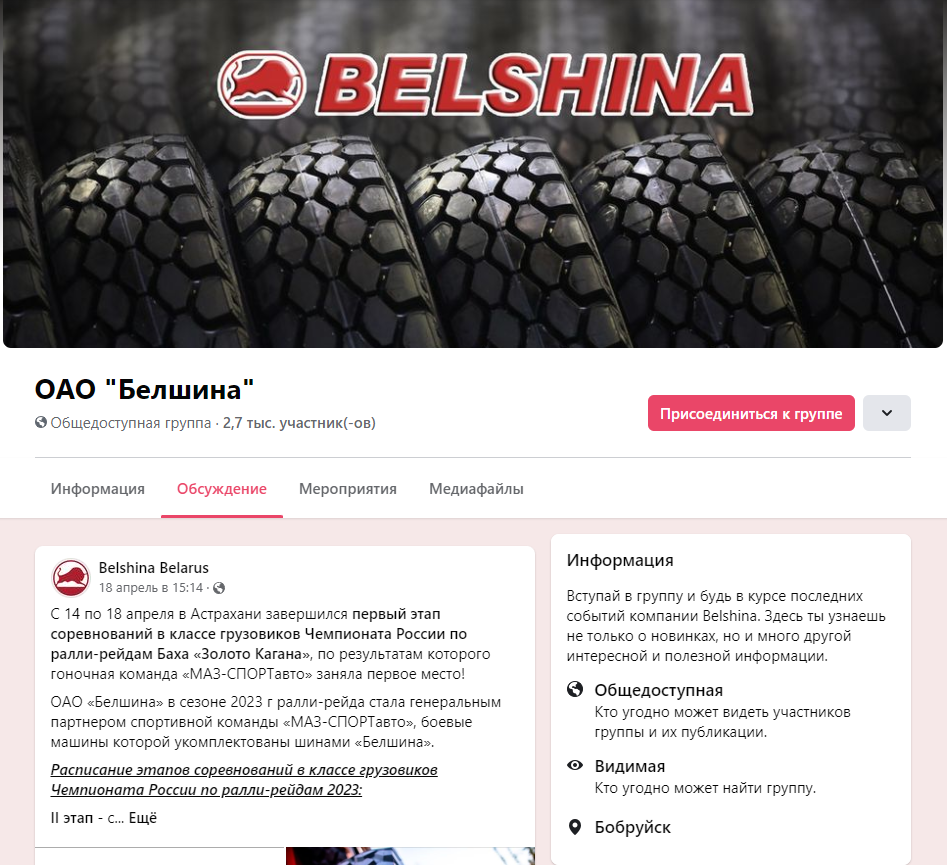 BELSHINA
ОАО "Белшина"
Общедоступная группа · 2,7 тыс. участник(-ов)
Присоединиться к группе
Информация
Обсуждение
Мероприятия
Медиафайлы
Belshina Belarus
18 апрель в 15:14 ·
С 14 по 18 апреля в Астрахани завершился первый этап
соревнований в классе грузовиков Чемпионата России по
ралли-рейдам Баха «Золото Кагана», по результатам которого
гоночная команда «МАЗ-СПОРТавто» заняла первое место!
ОАО «Белшина» в сезоне 2023 г ралли-рейда стала генеральным
партнером спортивной команды «МАЗ-СПОРТавто», боевые
машины которой укомплектованы шинами «Белшина».
Расписание этапов соревнований в классе грузовиков
Чемпионата России по ралли-рейдам 2023:
II этап - с... Ещё
Информация
Вступай в группу и будь в курсе последних
событий компании Belshina. Здесь ты узнаешь
не только о новинках, но и много другой
интересной и полезной информации.
Общедоступная
Кто угодно может видеть участников
группы и их публикации.
Видимая
Кто угодно может найти группу.
Бобруйск